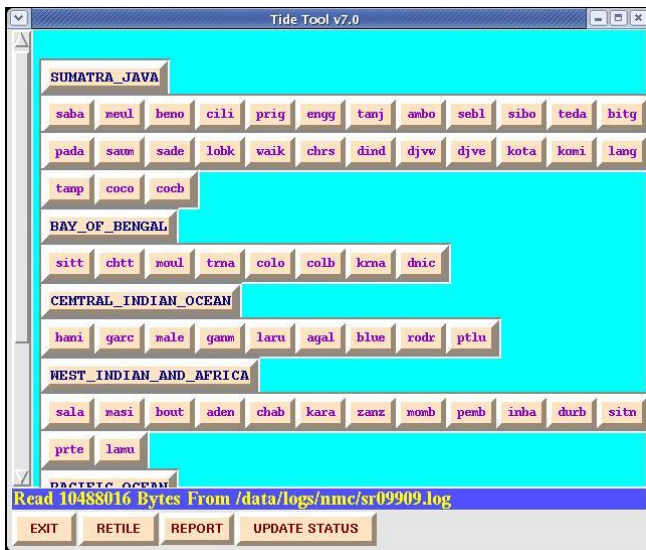 Tide Tool v7.0
SUMATRA_JAVA
saba meul beno cili prig engg tanj ambo sebl sibo teda bitg
pada saum sade lobk waik chrs dind djvw djve kota komi lang
tanp coco cocb
BAY_OF_BENGAL
sitt chtt moul trna colo colb krna dnic
CEMTRAL_INDIAN_OCEAN
hani garc male ganm laru agal blue rodr ptlu
WEST_INDIAN_AND_AFRICA
sala masi bout aden chab kara zanz momb pemb inha durb sitn
prte lamu
PACIFIC_OCEAN
Read 10488016 Bytes From /data/logs/nmc/sr09909.log
EXIT RETILE REPORT UPDATE STATUS